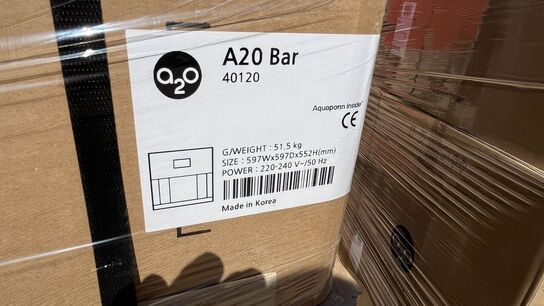 a2o
A20 Bar
40120
Aquaponn Inside
CE
G/WEIGHT : 51,5 kg
SIZE : 597Wx597Dx552H(mm)
POWER : 220-240 V~/50 Hz
Made in Korea
a2o